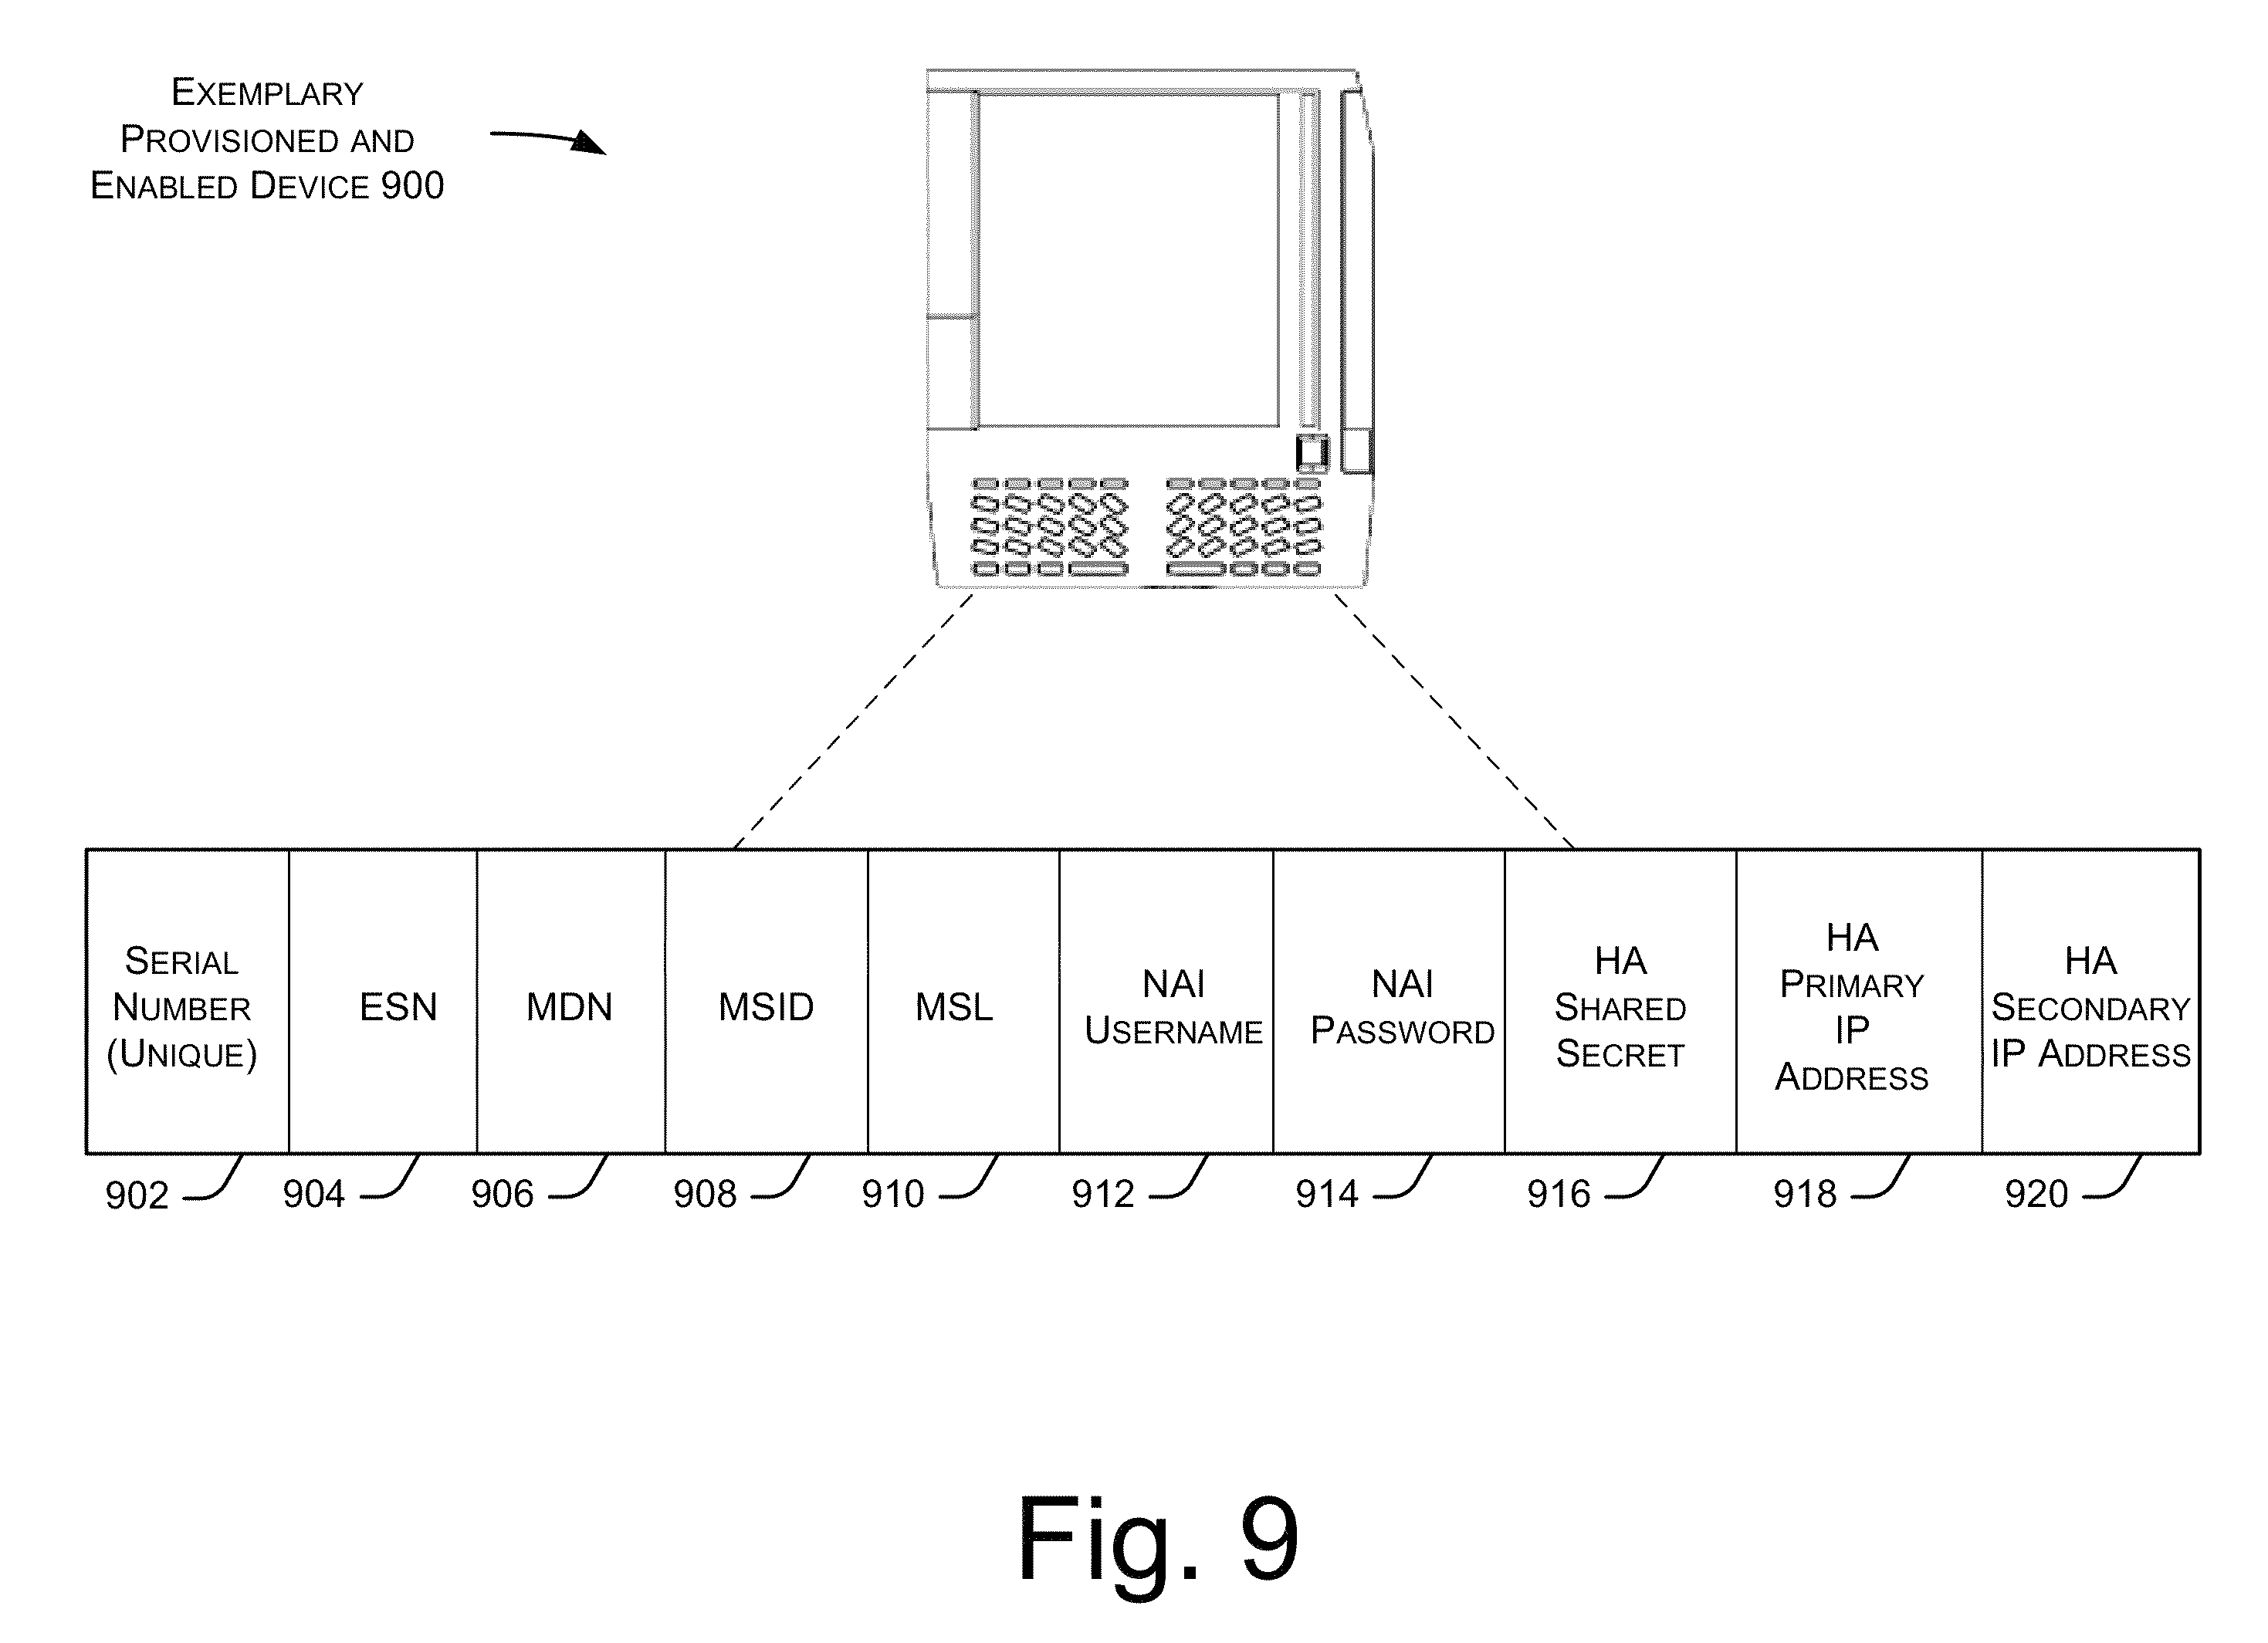 Exemplary
Provisioned and
Enabled Device 900
Serial
Number
(Unique)
ESN
MDN
MSID
MSL
NAI
Username
NAI
Password
HA
Shared
Secret
HA
Primary
IP
Address
HA
Secondary
IP Address
902
904
906
908
910
912
914
916
918
920
Fig. 9